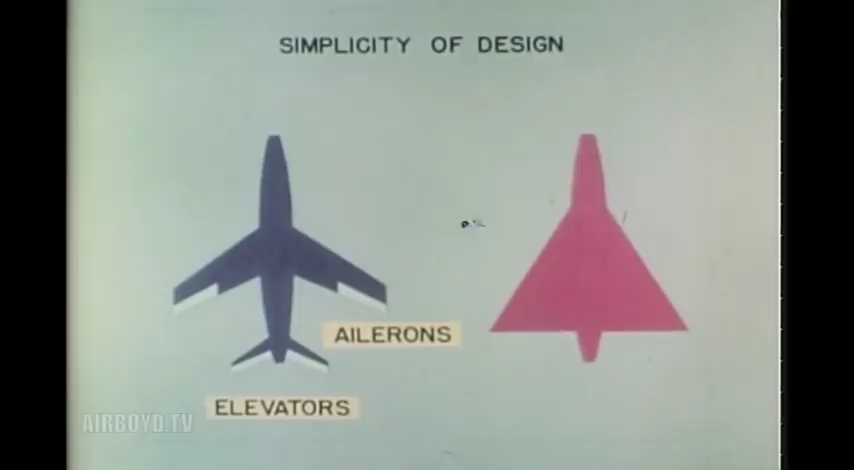 SIMPLICITY OF DESIGN
AILERONS
ELEVATORS
AIRBOYD.TV